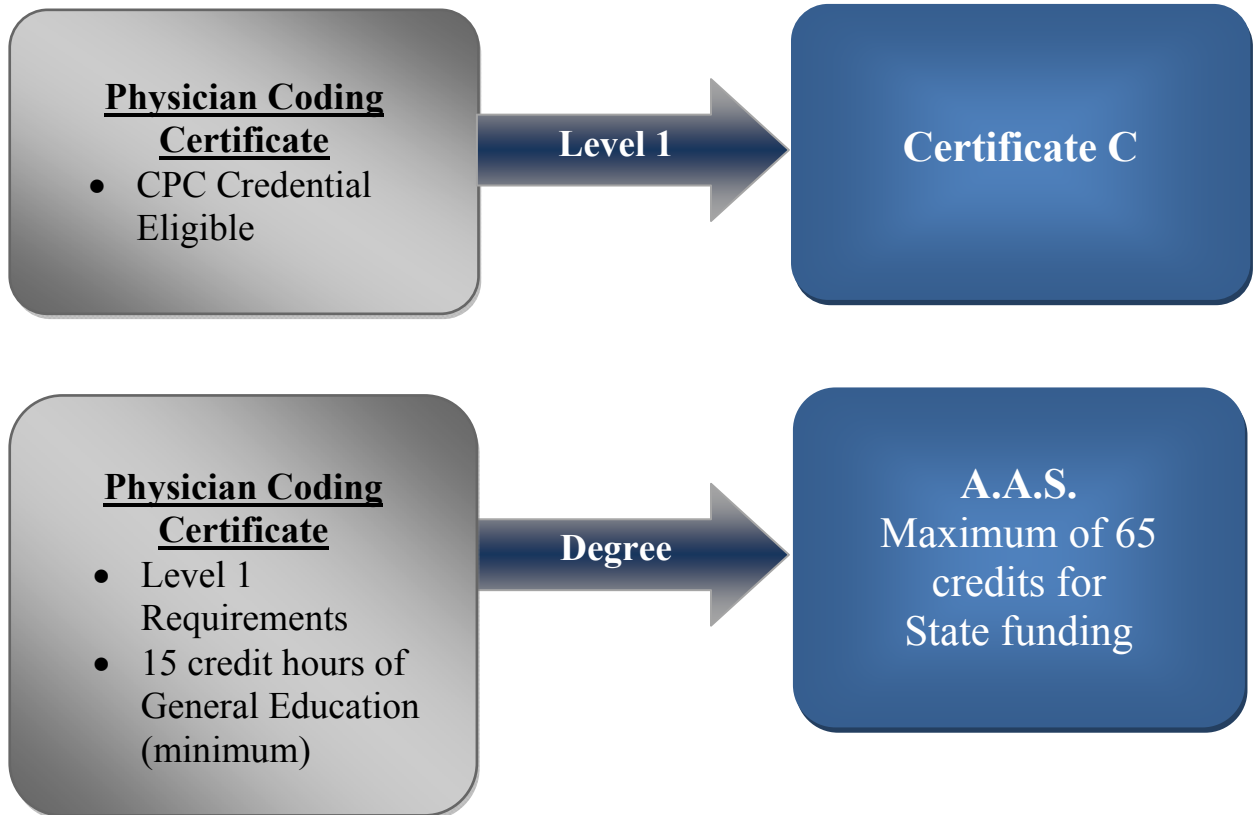 Physician Coding
Certificate
• CPC Credential
Eligible
Level 1
Certificate C
Physician Coding
Certificate
• Level 1
Requirements
• 15 credit hours of
General Education
(minimum)
Degree
A.A.S.
Maximum of 65
credits for
State funding